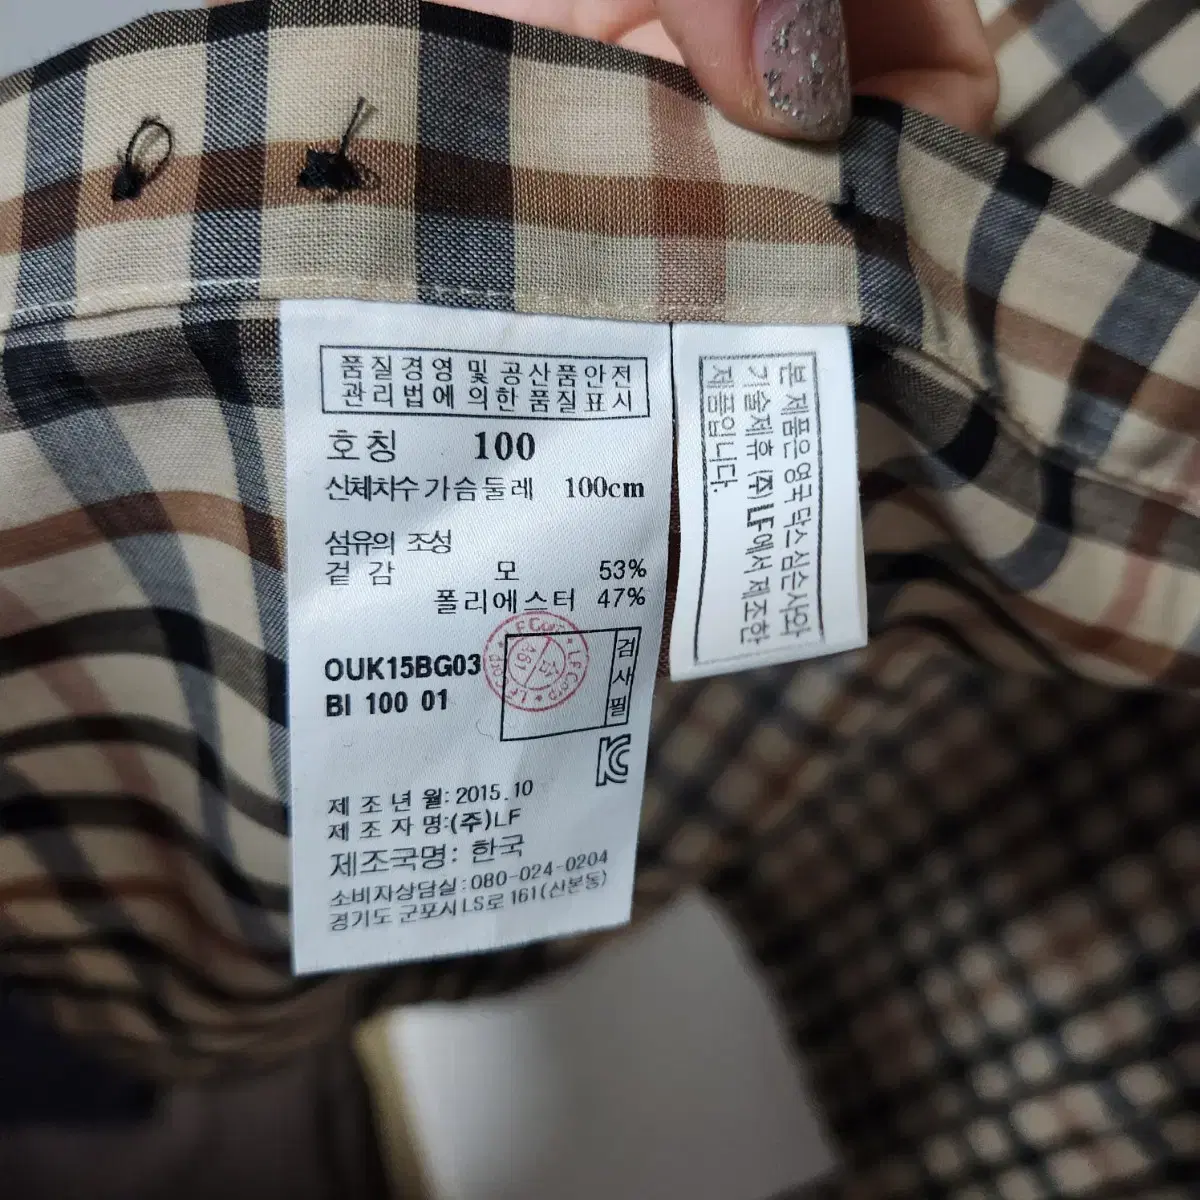 품질경영 및 공산품안전
관리법에 의한 품질표시
호칭 100
신체차수 가슴둘레 100cm
섬유의 조성
겉감 모 53%
폴리에스터 47%
OUK15BG03
BI 100 01
검사필
제조년월:2015.10
제조자명:(주)LF
제조국명: 한국
소비자상담실:080-024-0204
경기도 군포시 LS로 161(산본동)
본 제품은 영국 닥스 심슨사와
기술제휴 (주)LF에서 제조한
제품입니다.